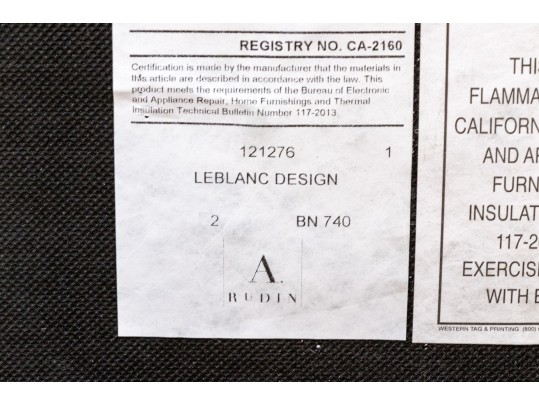 REGISTRY NO. CA-2160
Certification is made by the manufacturer that the materials in
this article are described in accordance with the law. This
product meets the requirements of the Bureau of Electronic
and Appliance Repair, Home Furnishings and Thermal
Insulation Technical Bulletin Number 117-2013.
121276 1
LEBLANC DESIGN
2 BN 740
A.
RUDIN
THIS
FLAMMA
CALIFORN
AND AP
FURN
INSULAT
117-2
EXERCISE
WITH
WESTERN TAG & PRINTING (800)